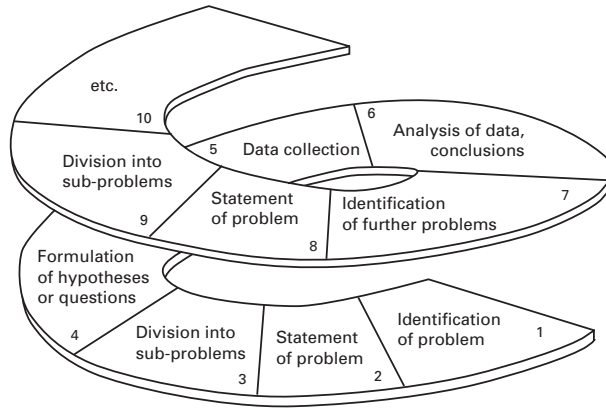 etc.
10
6
Analysis of data,
conclusions
5
Data collection
Division into
sub-problems
9
Statement
of problem
8
Identification
of further problems
7
Formulation
of hypotheses
or questions
4
Division into
sub-problems
3
Statement
of problem
2
Identification
of problem
1